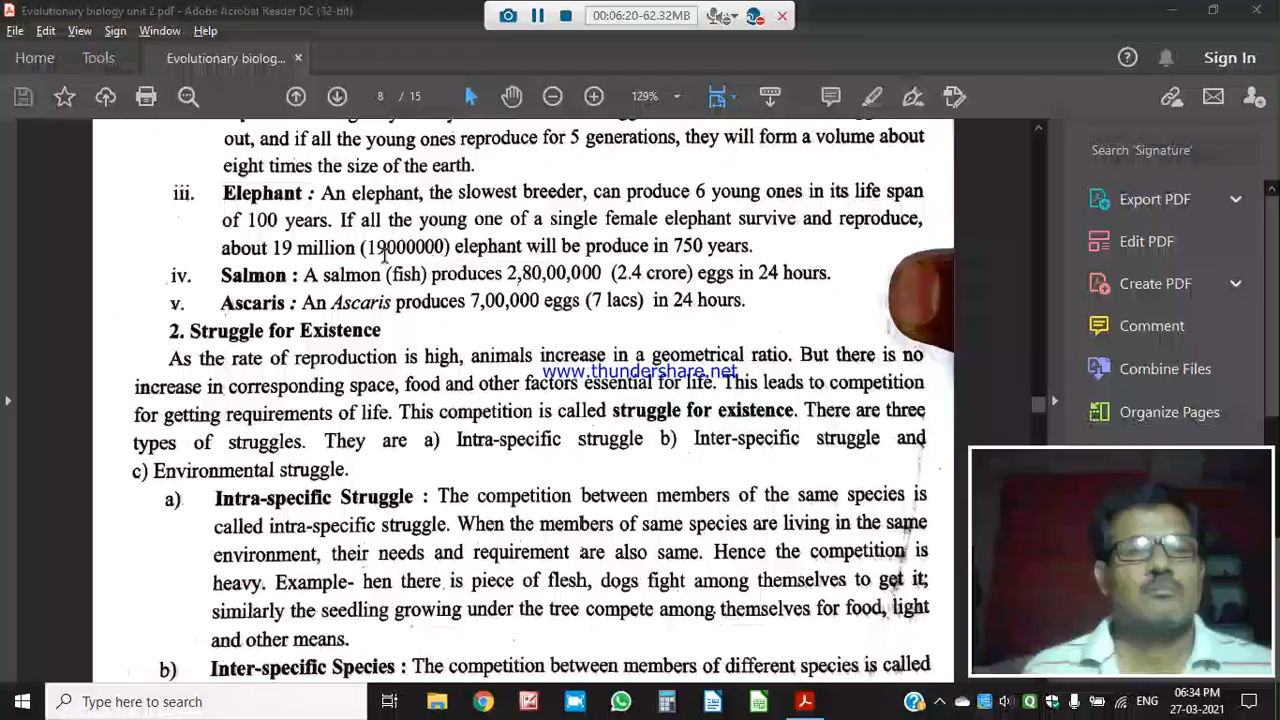 Evolutionary biology unit 2.pdf - Adobe Acrobat Reader DC (32-bit)
00:06:20-62.32MB
File Edit View Sign Window Help
Home Tools Evolutionary biolog... × Sign In
8 / 15 129%
out, and if all the young ones reproduce for 5 generations, they will form a volume about
eight times the size of the earth.
iii. Elephant : An elephant, the slowest breeder, can produce 6 young ones in its life span
of 100 years. If all the young one of a single female elephant survive and reproduce,
about 19 million (19000000) elephant will be produce in 750 years.
iv. Salmon : A salmon (fish) produces 2,80,00,000 (2.4 crore) eggs in 24 hours.
v. Ascaris : An Ascaris produces 7,00,000 eggs (7 lacs) in 24 hours.
2. Struggle for Existence
As the rate of reproduction is high, animals increase in a geometrical ratio. But there is no
www.thundershare.net
increase in corresponding space, food and other factors essential for life. This leads to competition
for getting requirements of life. This competition is called struggle for existence. There are three
types of struggles. They are a) Intra-specific struggle b) Inter-specific struggle and
c) Environmental struggle.
a) Intra-specific Struggle : The competition between members of the same species is
called intra-specific struggle. When the members of same species are living in the same
environment, their needs and requirement are also same. Hence the competition is
heavy. Example- hen there is piece of flesh, dogs fight among themselves to get it;
similarly the seedling growing under the tree compete among themselves for food, light
and other means.
b) Inter-specific Species : The competition between members of different species is called
Search 'Signature'
Export PDF
Edit PDF
Create PDF
Comment
Combine Files
Organize Pages
Type here to search
ENG
06:34 PM
27-03-2021